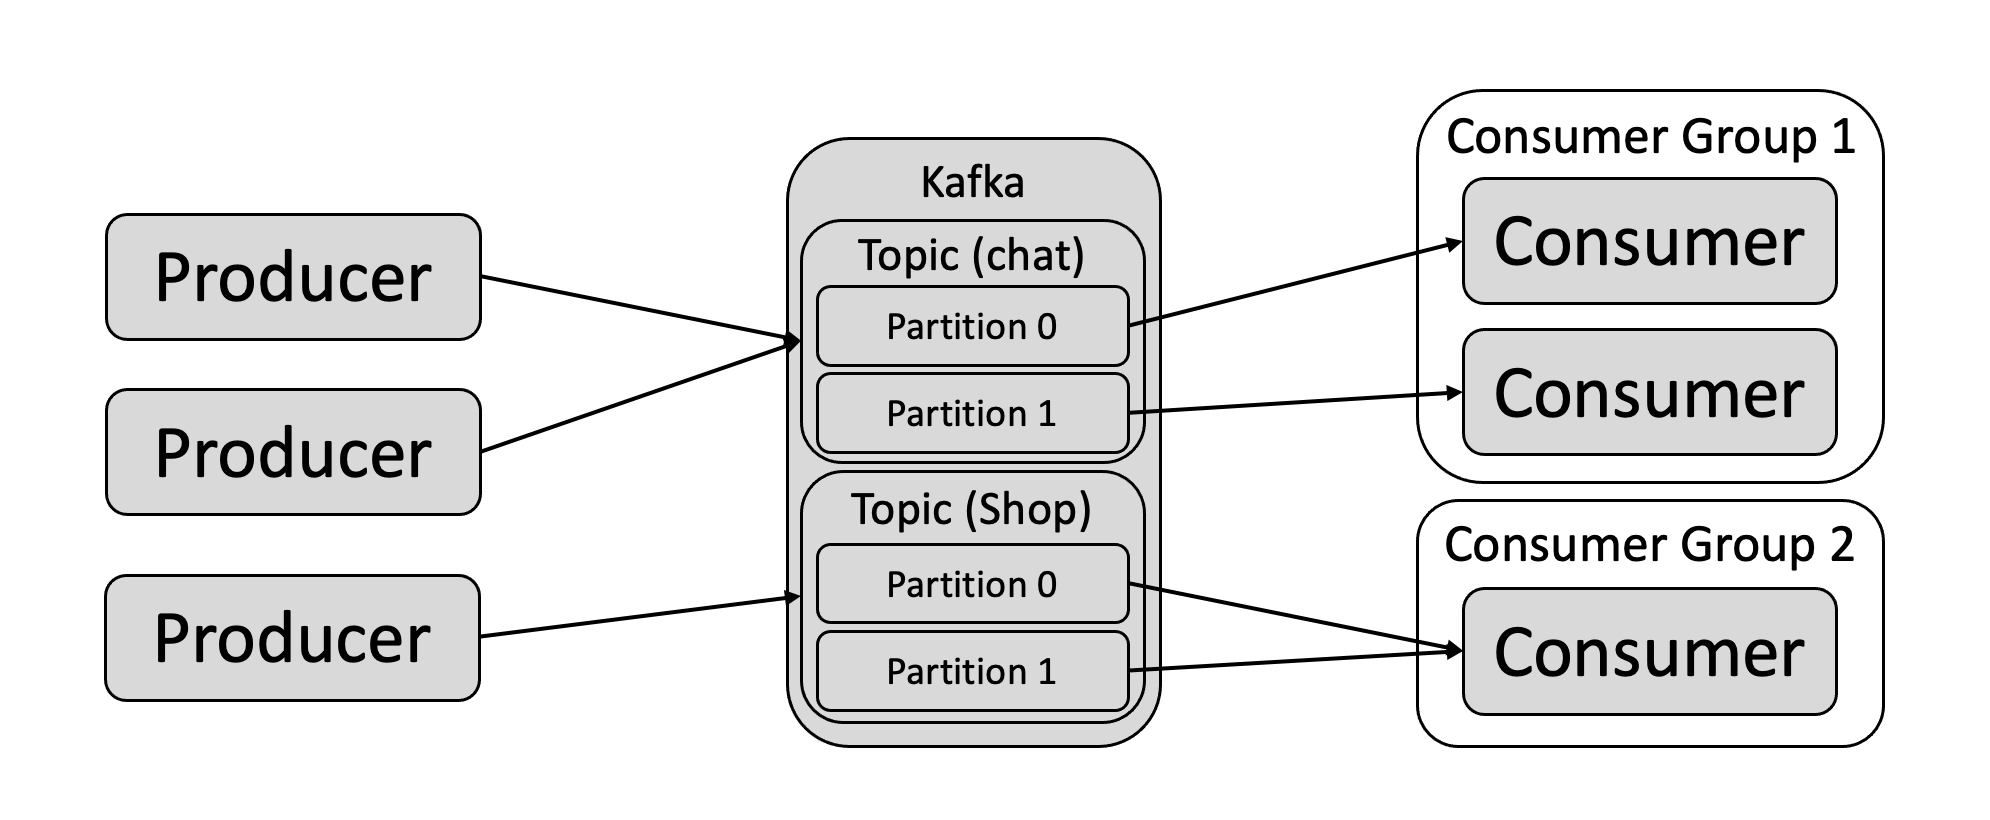 Producer
Producer
Producer
Kafka
Topic (chat)
Partition 0
Partition 1
Topic (Shop)
Partition 0
Partition 1
Consumer Group 1
Consumer
Consumer
Consumer Group 2
Consumer